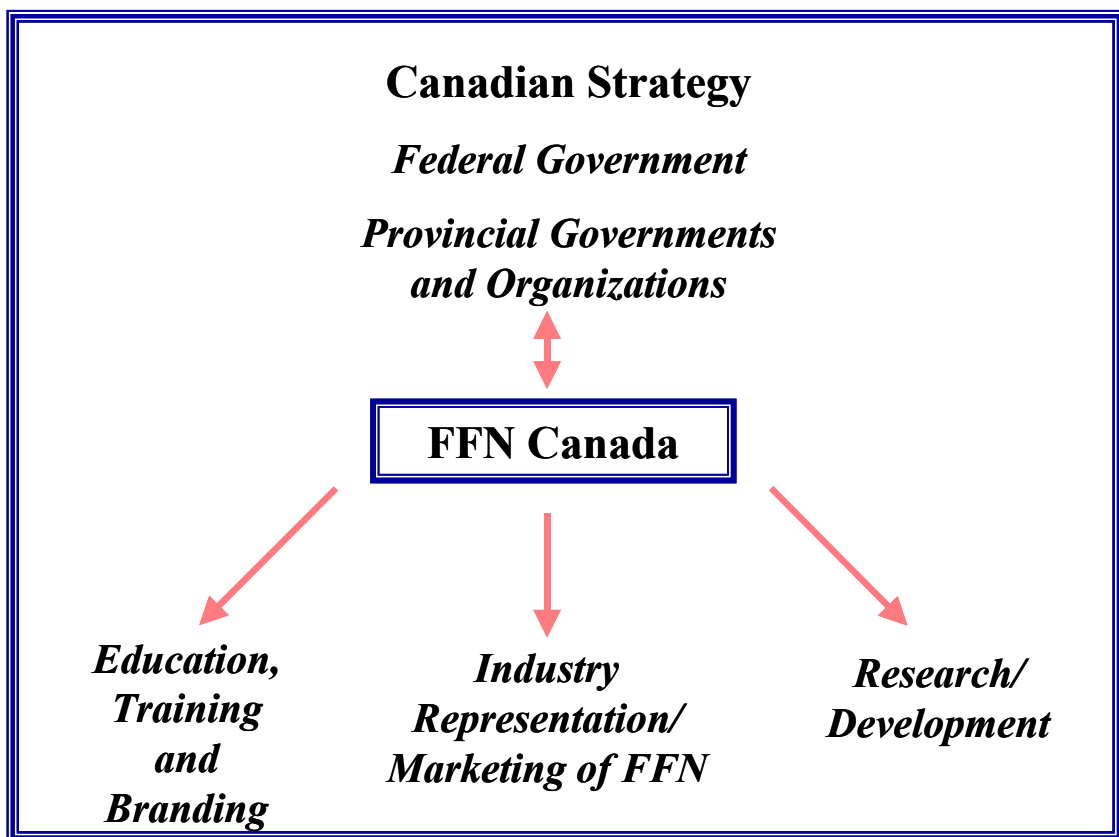 Canadian Strategy
Federal Government
Provincial Governments
and Organizations
FFN Canada
Education,
Training
and
Branding
Industry
Representation/
Marketing of FFN
Research/
Development